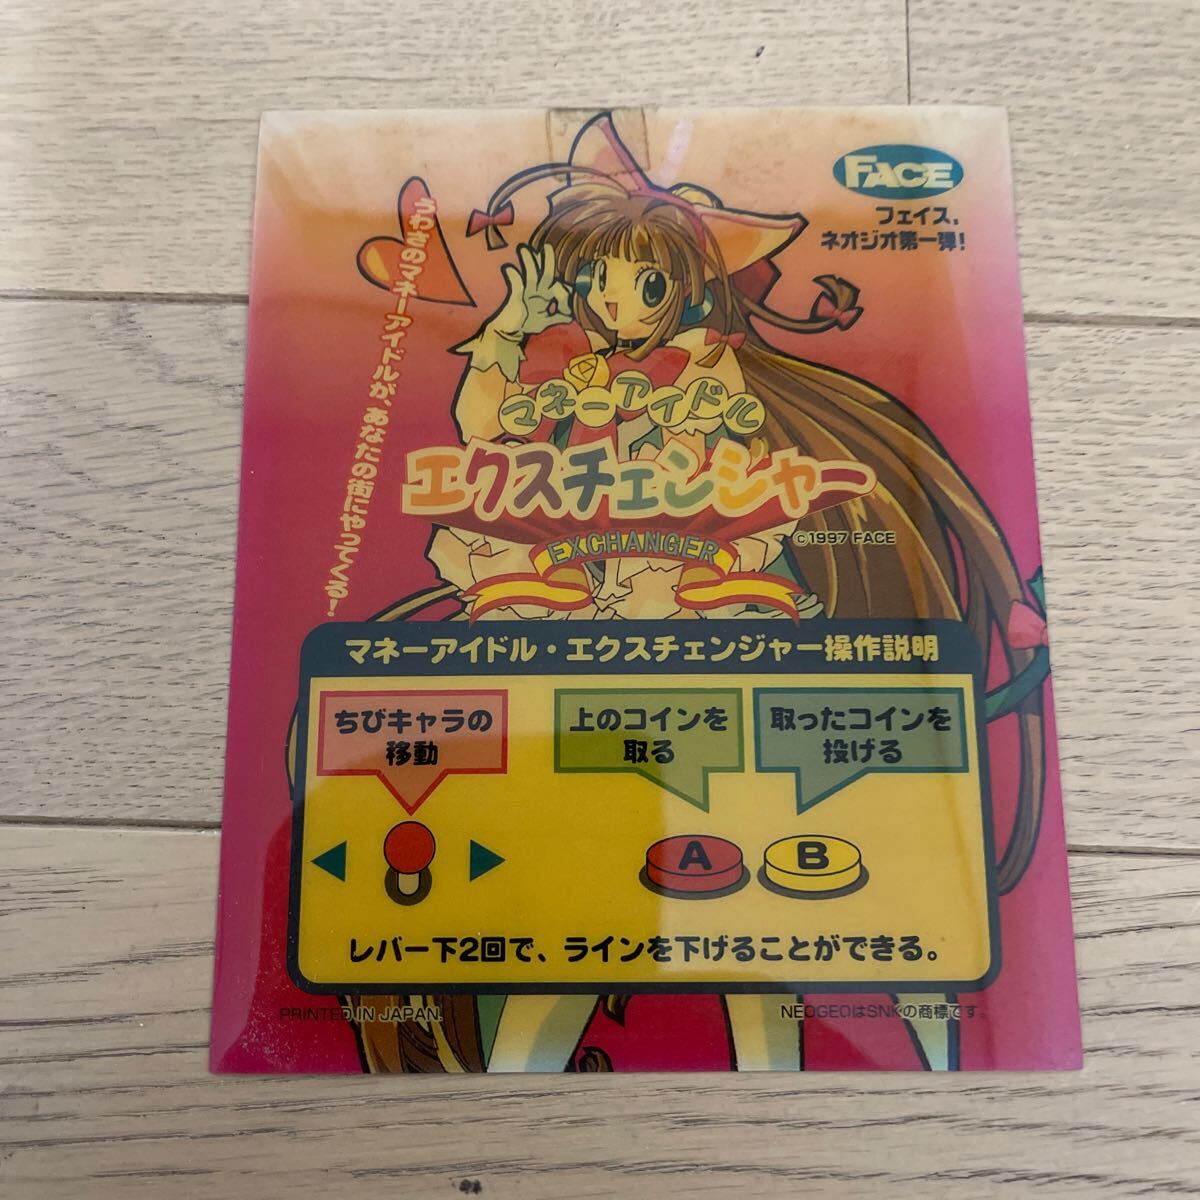 FACE
フェイス、
ネオジオ第一弾!
うわさのマネーアイドルが、あなたの街にやってくる!
マネーアイドル
エクスチェンジャー
EXCHANGER
©1997 FACE
マネーアイドル・エクスチェンジャー操作説明
ちびキャラの
移動
上のコインを
取る
取ったコインを
投げる
A
B
レバー下2回で、ラインを下げることができる。
PRINTED IN JAPAN.
NEOGEOはSNKの商標です。